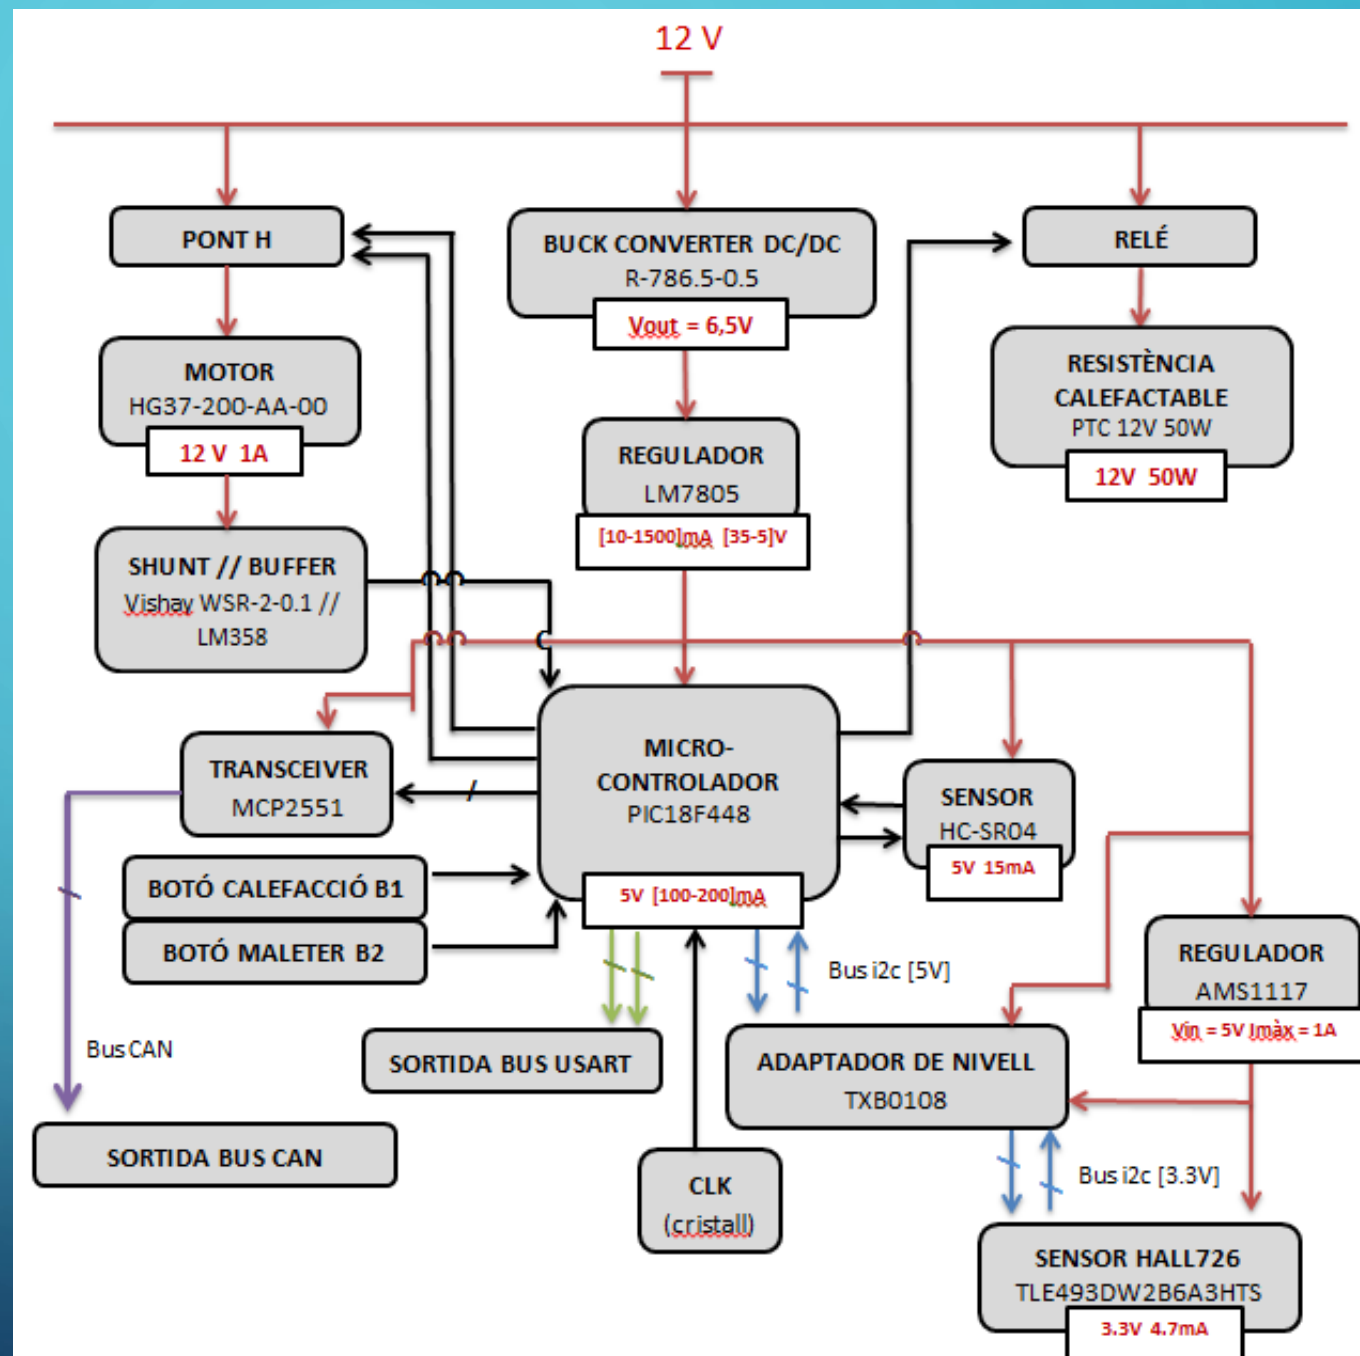 12 V
PONT H
BUCK CONVERTER DC/DC
R-786.5-0.5
Vout = 6,5V
RELÉ
MOTOR
HG37-200-AA-00
12 V 1A
REGULADOR
LM7805
[10-1500]mA [35-5]V
RESISTÈNCIA
CALEFACTABLE
PTC 12V 50W
12V 50W
SHUNT // BUFFER
Vishay WSR-2-0.1 //
LM358
TRANSCEIVER
MCP2551
MICRO-
CONTROLADOR
PIC18F448
5V [100-200]mA
SENSOR
HC-SR04
5V 15mA
BOTÓ CALEFACCIÓ B1
BOTÓ MALETER B2
REGULADOR
AMS1117
Vin = 5V Imàx = 1A
Bus i2c [5V]
Bus CAN
SORTIDA BUS USART
ADAPTADOR DE NIVELL
TXB0108
SORTIDA BUS CAN
CLK
(cristall)
Bus i2c [3.3V]
SENSOR HALL726
TLE493DW2B6A3HTS
3.3V 4.7mA